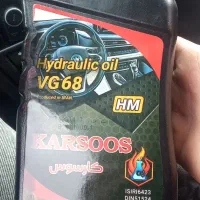 Hydraulic oil
VG68
HM
KARSOOS
کارسوس
ISIRI6423
DIN51524